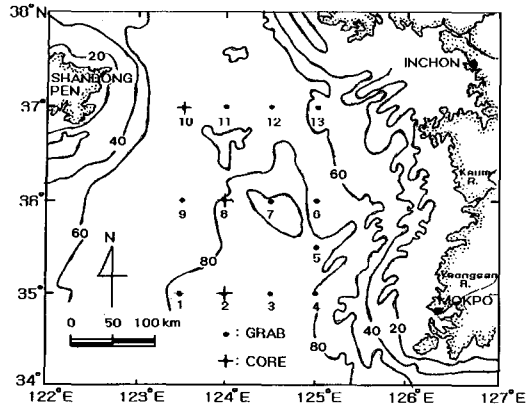 38°N
20
SHANDONG
PEN.
INCHON
37°
10
11
12
13
40
60
Kaum
R.
36°
9
8
7
6
60
N
80
5
Yeongsan
R.
35°
1
2
3
4
MOKPO
0 50 100 km
• : GRAB
40
20
+ : CORE
80
34°
122°E
123°E
124°E
125°E
126°E
127°E